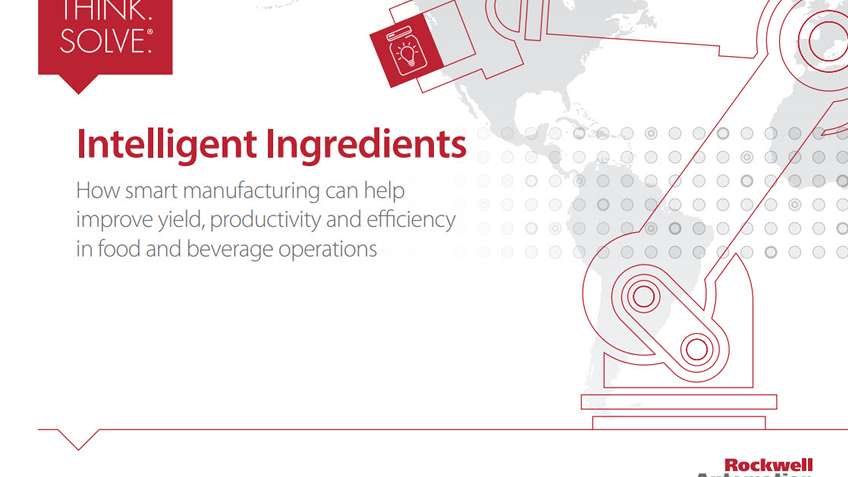 THINK.
SOLVE.®
Intelligent Ingredients
How smart manufacturing can help
improve yield, productivity and efficiency
in food and beverage operations
Rockwell
Automation